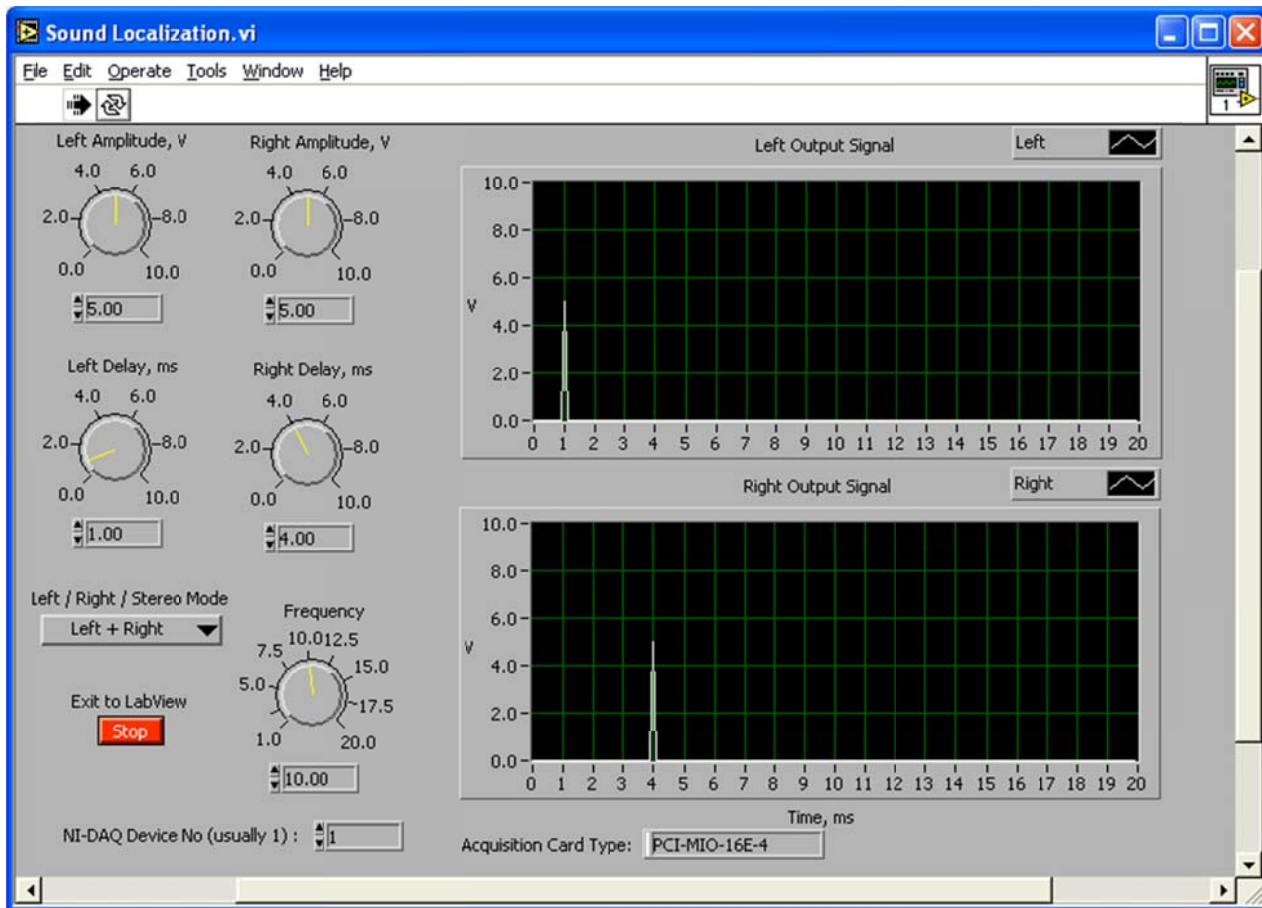 Sound Localization.vi
File Edit Operate Tools Window Help
1
Left Amplitude, V
4.0 6.0
2.0 8.0
0.0 10.0
5.00
Right Amplitude, V
4.0 6.0
2.0 8.0
0.0 10.0
5.00
Left Delay, ms
4.0 6.0
2.0 8.0
0.0 10.0
1.00
Right Delay, ms
4.0 6.0
2.0 8.0
0.0 10.0
4.00
Left / Right / Stereo Mode
Left + Right
Exit to LabView
Stop
Frequency
10.0 12.5
7.5 15.0
5.0 17.5
1.0 20.0
10.00
NI-DAQ Device No (usually 1) : 1
Left Output Signal
Left
10.0
8.0
6.0
V
4.0
2.0
0.0
0 1 2 3 4 5 6 7 8 9 10 11 12 13 14 15 16 17 18 19 20
Right Output Signal
Right
10.0
8.0
6.0
V
4.0
2.0
0.0
0 1 2 3 4 5 6 7 8 9 10 11 12 13 14 15 16 17 18 19 20
Time, ms
Acquisition Card Type: PCI-MIO-16E-4